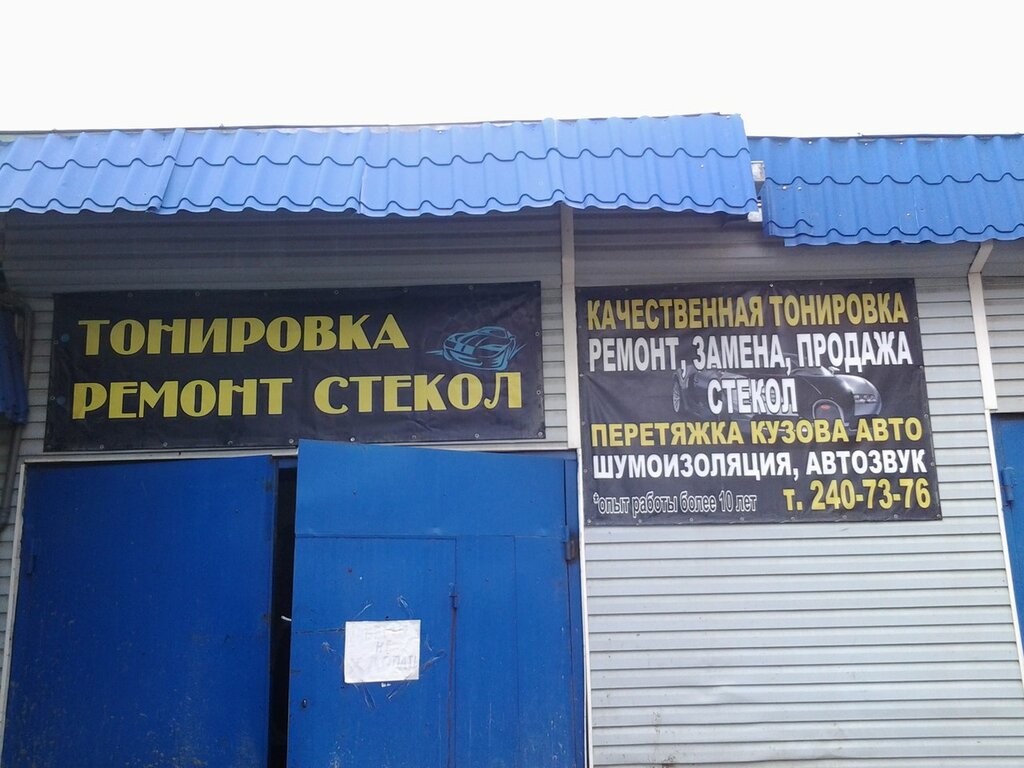 ТОНИРОВКА
РЕМОНТ СТЕКОЛ
КАЧЕСТВЕННАЯ ТОНИРОВКА
РЕМОНТ, ЗАМЕНА, ПРОДАЖА
СТЕКОЛ
ПЕРЕТЯЖКА КУЗОВА АВТО
ШУМОИЗОЛЯЦИЯ, АВТОЗВУК
*опыт работы более 10 лет т. 240-73-76
НЕ